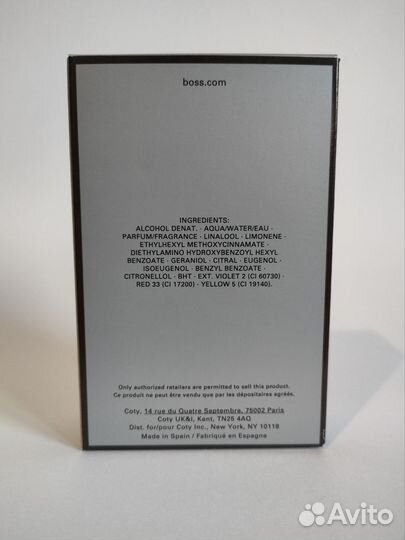 boss.com
INGREDIENTS:
ALCOHOL DENAT. - AQUA/WATER/EAU -
PARFUM/FRAGRANCE - LINALOOL - LIMONENE -
ETHYLHEXYL METHOXYCINNAMATE -
DIETHYLAMINO HYDROXYBENZOYL HEXYL
BENZOATE - GERANIOL - CITRAL - EUGENOL -
ISOEUGENOL - BENZYL BENZOATE -
CITRONELLOL - BHT - EXT. VIOLET 2 (CI 60730) -
RED 33 (CI 17200) - YELLOW 5 (CI 19140).
Only authorized retailers are permitted to sell this product.
Ce produit ne peut être vendu que par les dépositaires agréés.
Coty, 14 rue du Quatre Septembre, 75002 Paris
Coty UK&I, Kent, TN25 4AQ
Dist. for/pour Coty Inc., New York, NY 10118
Made in Spain / Fabriqué en Espagne
Avito